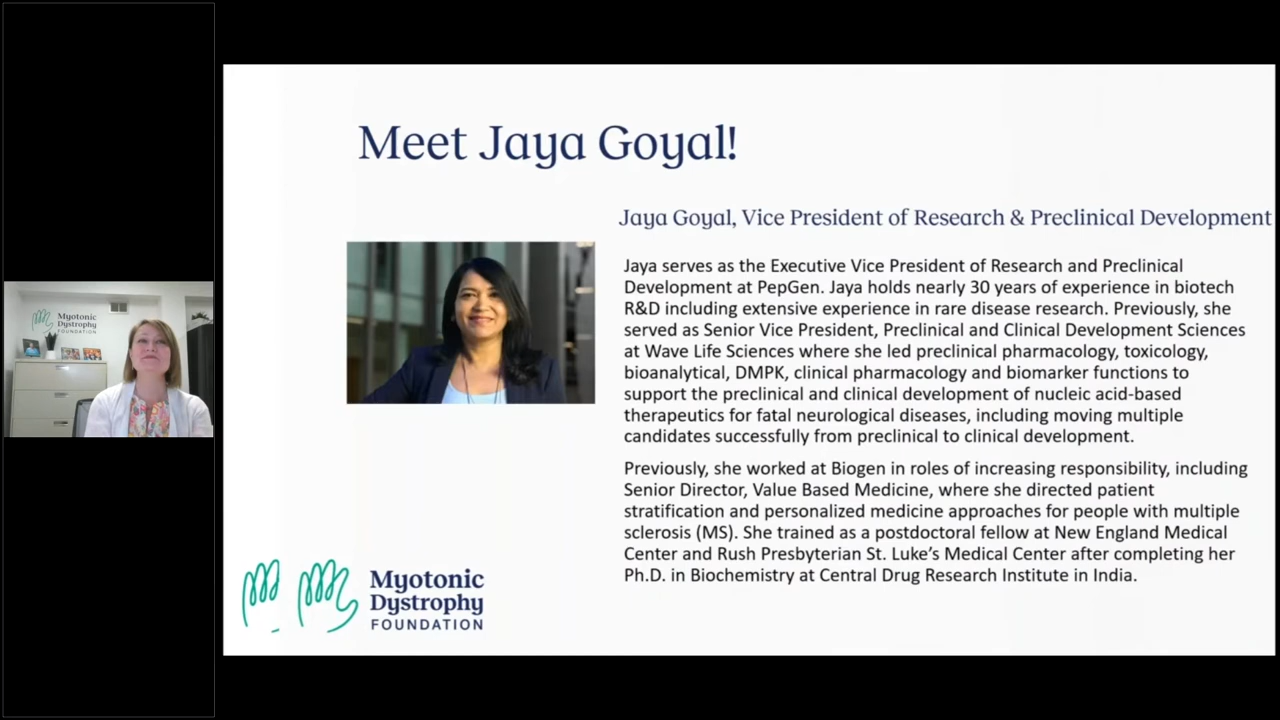 Meet Jaya Goyal!
Jaya Goyal, Vice President of Research & Preclinical Development
Jaya serves as the Executive Vice President of Research and Preclinical
Development at PepGen. Jaya holds nearly 30 years of experience in biotech
R&D including extensive experience in rare disease research. Previously, she
served as Senior Vice President, Preclinical and Clinical Development Sciences
at Wave Life Sciences where she led preclinical pharmacology, toxicology,
bioanalytical, DMPK, clinical pharmacology and biomarker functions to
support the preclinical and clinical development of nucleic acid-based
therapeutics for fatal neurological diseases, including moving multiple
candidates successfully from preclinical to clinical development.
Previously, she worked at Biogen in roles of increasing responsibility, including
Senior Director, Value Based Medicine, where she directed patient
stratification and personalized medicine approaches for people with multiple
sclerosis (MS). She trained as a postdoctoral fellow at New England Medical
Center and Rush Presbyterian St. Luke’s Medical Center after completing her
Ph.D. in Biochemistry at Central Drug Research Institute in India.
Myotonic
Dystrophy
FOUNDATION
Myotonic
Dystrophy
FOUNDATION